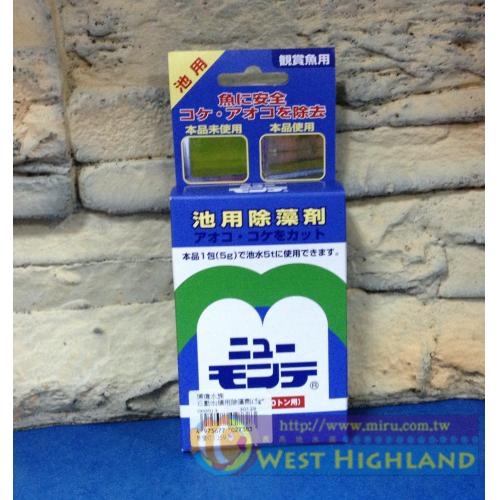 池用
観賞魚用
魚に安全
コケ・アオコを除去
本品未使用
本品使用
池用除藻剤
アオコ・コケをカット
本品1包(5g)で池水5tに使用できます。
ニュー
モンテ®
トン用)
http://www.miru.com.tw
WEST HIGHLAND